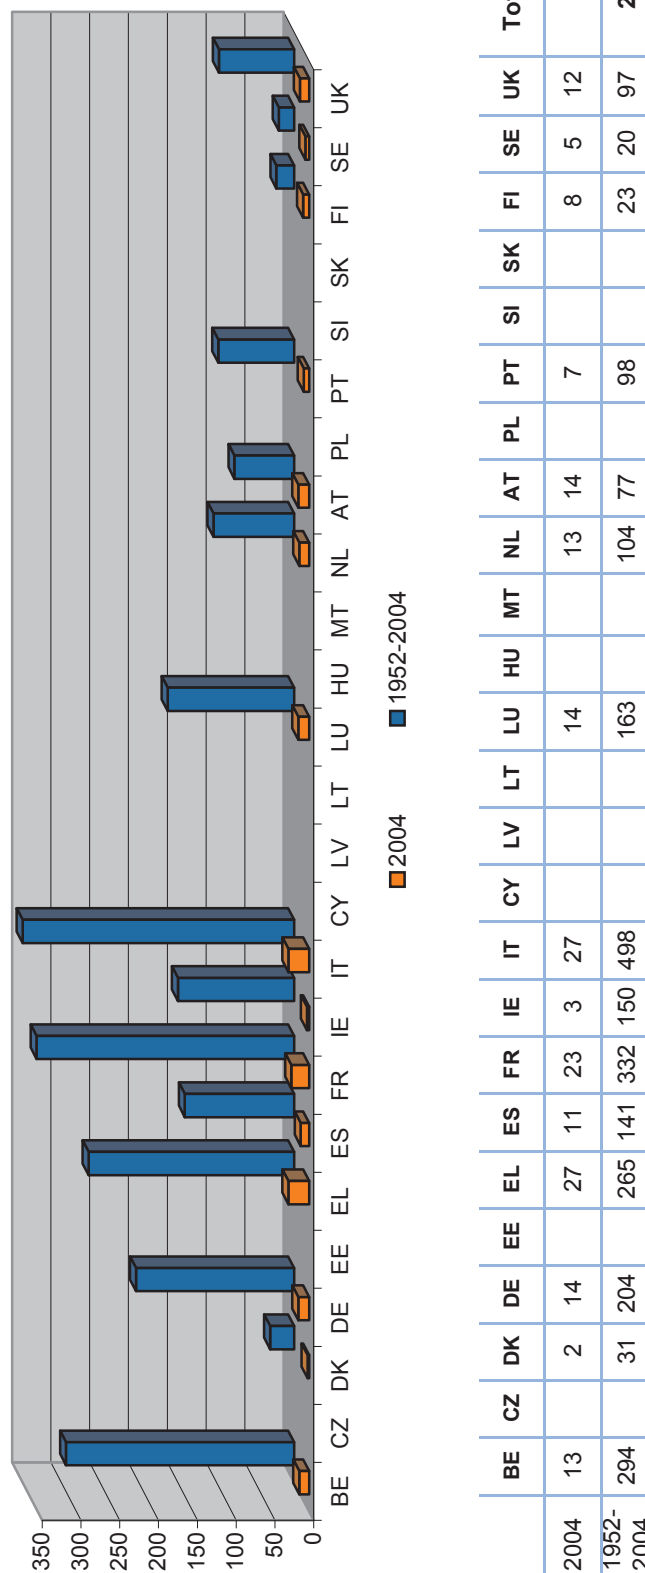 350
300
250
200
150
100
50
0
BE CZ DK DE EE EL ES FR IE IT CY LV LT LU HU MT NL AT PL PT SI SK FI SE UK
2004 1952-2004
BE CZ DK DE EE EL ES FR IE IT CY LV LT LU HU MT NL AT PL PT SI SK FI SE UK
2004 13 2 14 27 11 23 3 27 14 13 14 7 8 5 12
1952- 294 31 204 265 141 332 150 498 163 104 77 98 23 20 97
2004